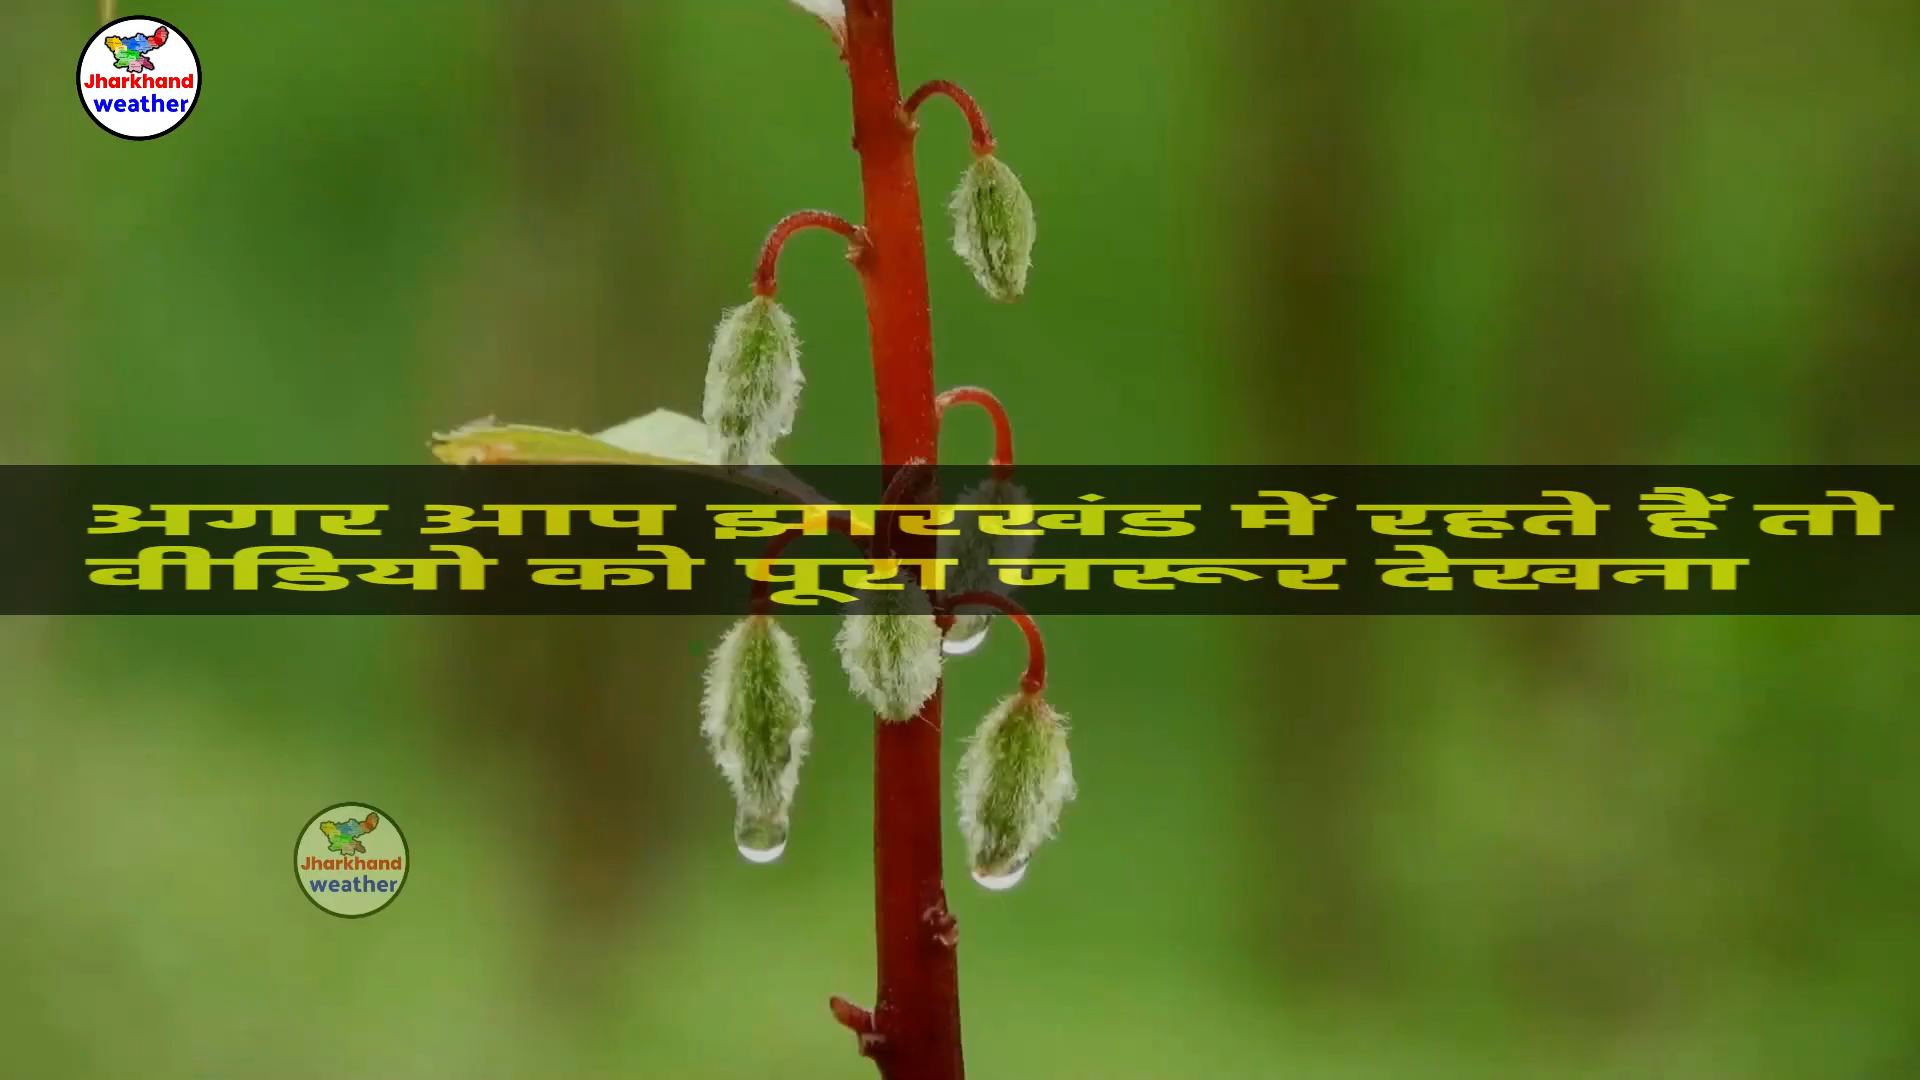 Jharkhand
weather
अगर आप झारखंड में रहते हैं तो
वीडियो को पूरा जरूर देखना
Jharkhand
weather